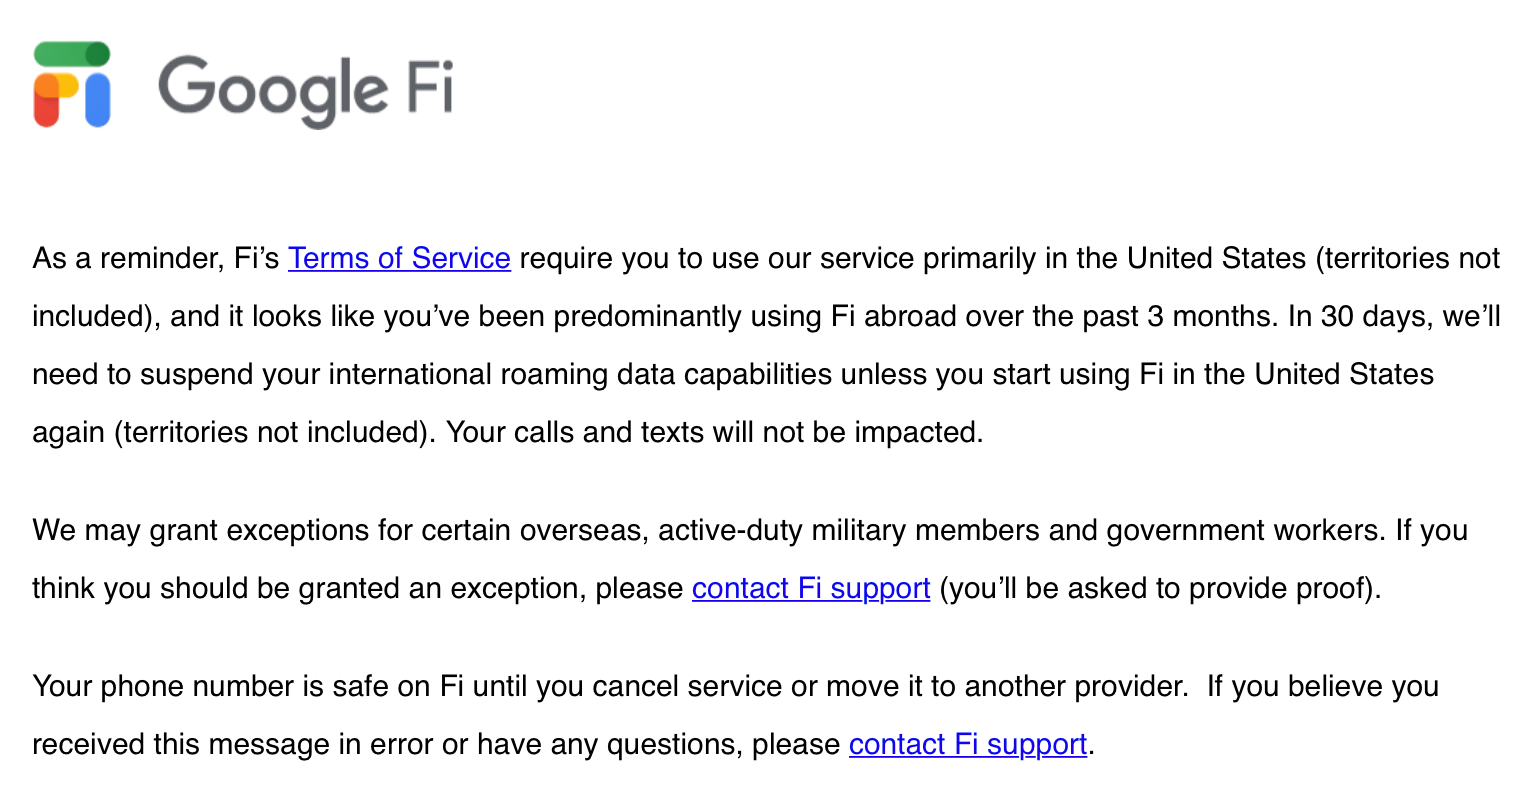 Google Fi
As a reminder, Fi’s Terms of Service require you to use our service primarily in the United States (territories not
included), and it looks like you’ve been predominantly using Fi abroad over the past 3 months. In 30 days, we’ll
need to suspend your international roaming data capabilities unless you start using Fi in the United States
again (territories not included). Your calls and texts will not be impacted.
We may grant exceptions for certain overseas, active-duty military members and government workers. If you
think you should be granted an exception, please contact Fi support (you’ll be asked to provide proof).
Your phone number is safe on Fi until you cancel service or move it to another provider.  If you believe you
received this message in error or have any questions, please contact Fi support.